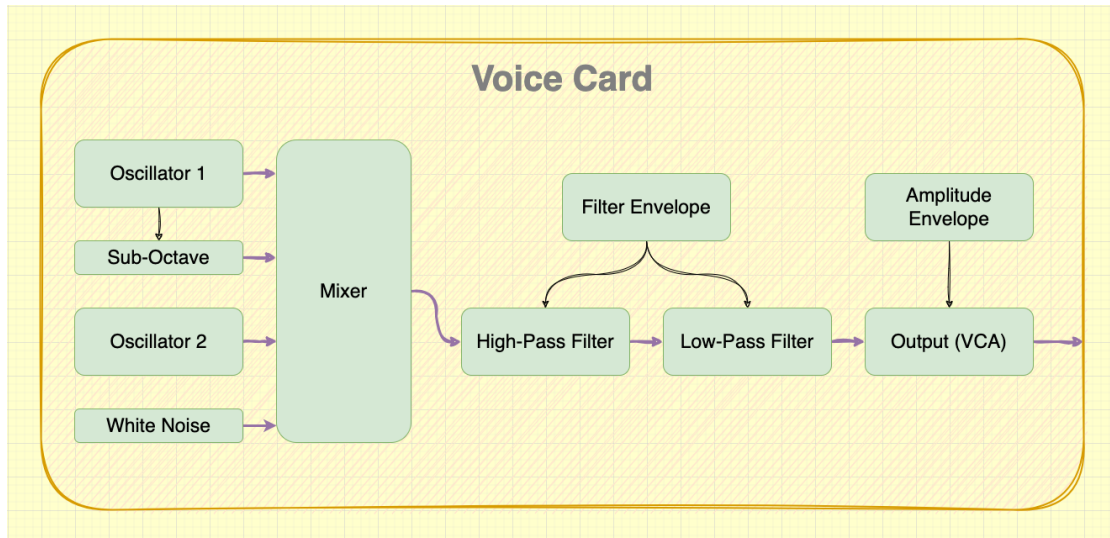 Voice Card
Oscillator 1
Sub-Octave
Oscillator 2
White Noise
Mixer
Filter Envelope
High-Pass Filter
Low-Pass Filter
Amplitude
Envelope
Output (VCA)